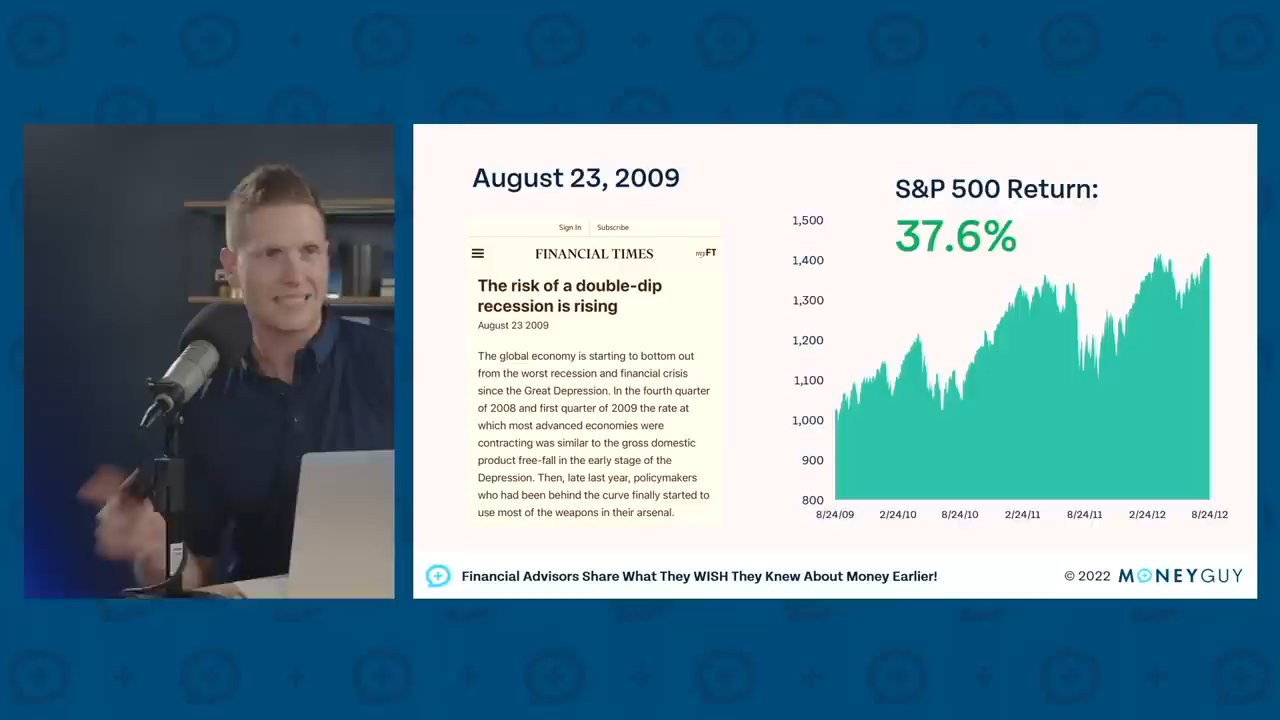 August 23, 2009
Sign In Subscribe
FINANCIAL TIMES myFT
The risk of a double-dip
recession is rising
August 23 2009
The global economy is starting to bottom out
from the worst recession and financial crisis
since the Great Depression. In the fourth quarter
of 2008 and first quarter of 2009 the rate at
which most advanced economies were
contracting was similar to the gross domestic
product free-fall in the early stage of the
Depression. Then, late last year, policymakers
who had been behind the curve finally started to
use most of the weapons in their arsenal.
S&P 500 Return:
37.6%
1,500
1,400
1,300
1,200
1,100
1,000
900
800
8/24/09 2/24/10 8/24/10 2/24/11 8/24/11 2/24/12 8/24/12
Financial Advisors Share What They WISH They Knew About Money Earlier!
© 2022 MONEYGUY